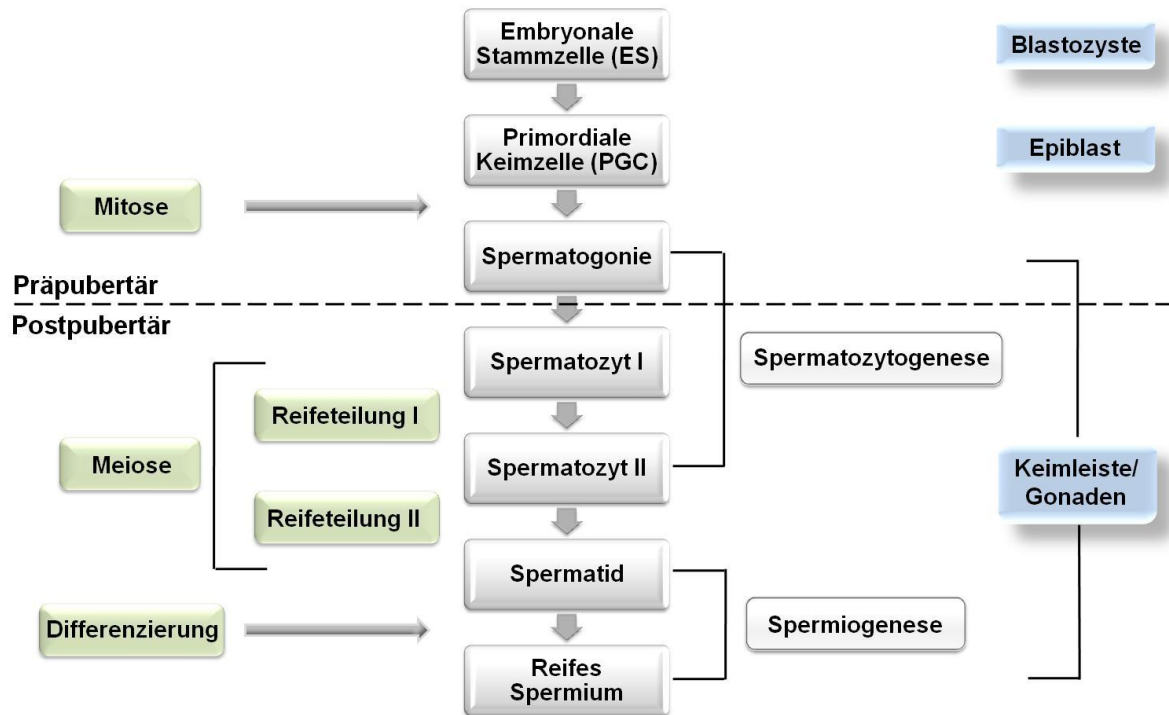 Embryonale
Stammzelle (ES)
Blastozyste
Primordiale
Keimzelle (PGC)
Epiblast
Mitose
Spermatogonie
Präpubertär
Postpubertär
Spermatozyt I
Spermatozytogenese
Reifeteilung I
Meiose
Spermatozyt II
Keimleiste/
Gonaden
Reifeteilung II
Spermatid
Differenzierung
Spermiogenese
Reifes
Spermium